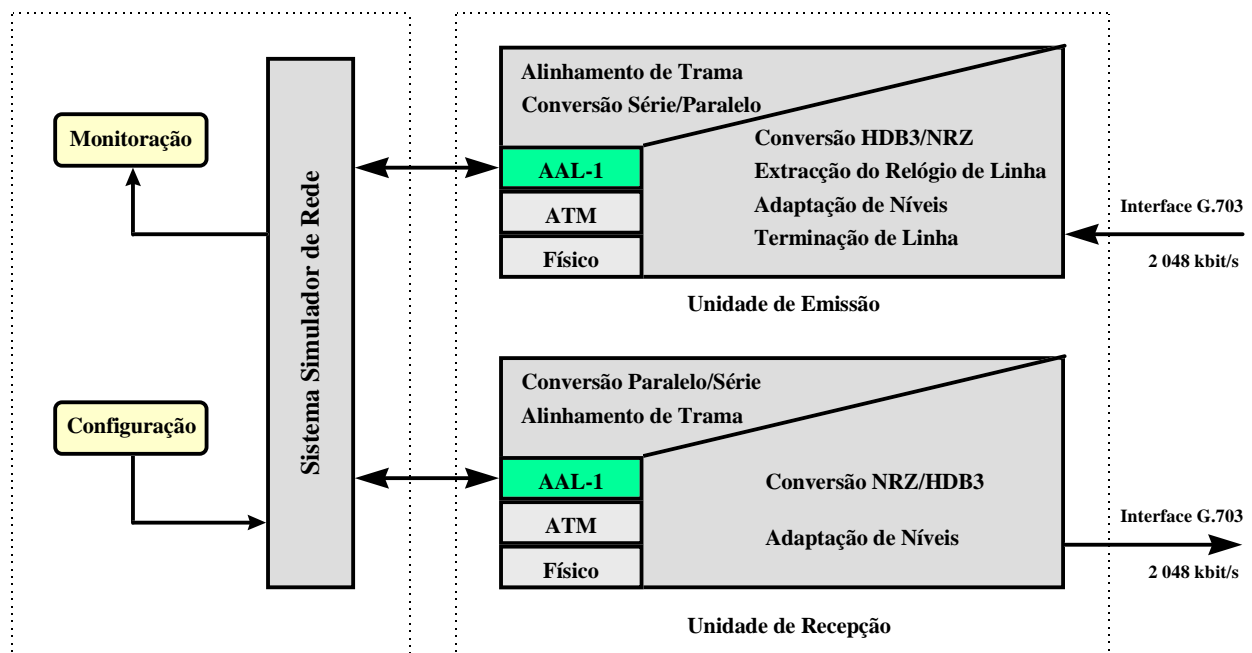 Monitoração
Configuração
Sistema Simulador de Rede
Alinhamento de Trama
Conversão Série/Paralelo
AAL-1
ATM
Físico
Conversão HDB3/NRZ
Extracção do Relógio de Linha
Adaptação de Níveis
Terminação de Linha
Interface G.703
2 048 kbit/s
Unidade de Emissão
Conversão Paralelo/Série
Alinhamento de Trama
AAL-1
ATM
Físico
Conversão NRZ/HDB3
Adaptação de Níveis
Interface G.703
2 048 kbit/s
Unidade de Recepção